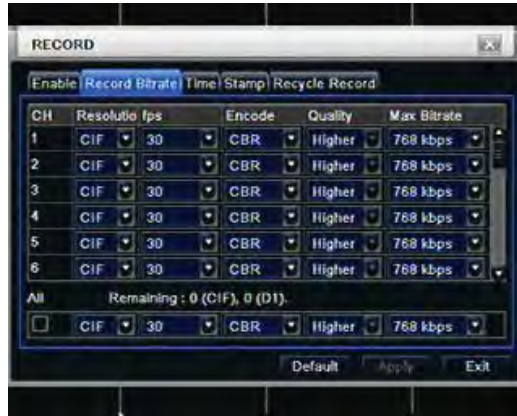 RECORD
Enable Record Bitrate Time Stamp Recycle Record
CH Resolutio fps Encode Quality Max Bitrate
1 CIF 30 CBR Higher 768 kbps
2 CIF 30 CBR Higher 768 kbps
3 CIF 30 CBR Higher 768 kbps
4 CIF 30 CBR Higher 768 kbps
5 CIF 30 CBR Higher 768 kbps
6 CIF 30 CBR Higher 768 kbps
All Remaining : 0 (CIF), 0 (D1).
CIF 30 CBR Higher 768 kbps
Default Apply Exit